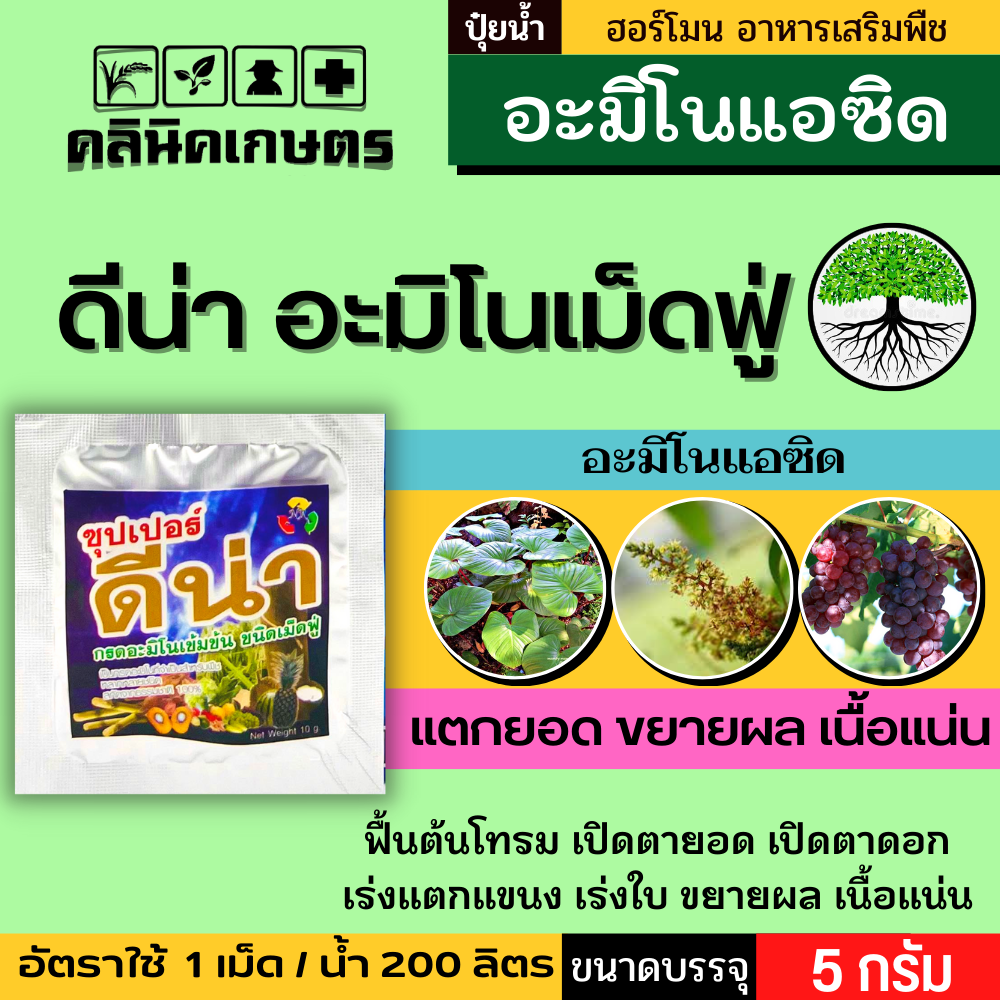 ปุ๋ยน้ำ ฮอร์โมน อาหารเสริมพืช
อะมิโนแอซิด
คลินิคเกษตร
ดีน่า อะมิโนเม็ดฟู่
อะมิโนแอซิด
ซุปเปอร์
ดีน่า
กรดอะมิโนเข้มข้น ชนิดเม็ดฟู่
Net Weight 10 g
แตกยอด ขยายผล เนื้อแน่น
ฟื้นต้นโทรม เปิดตายอด เปิดตาดอก
เร่งแตกแขนง เร่งใบ ขยายผล เนื้อแน่น
อัตราใช้ 1 เม็ด / น้ำ 200 ลิตร ขนาดบรรจุ 5 กรัม